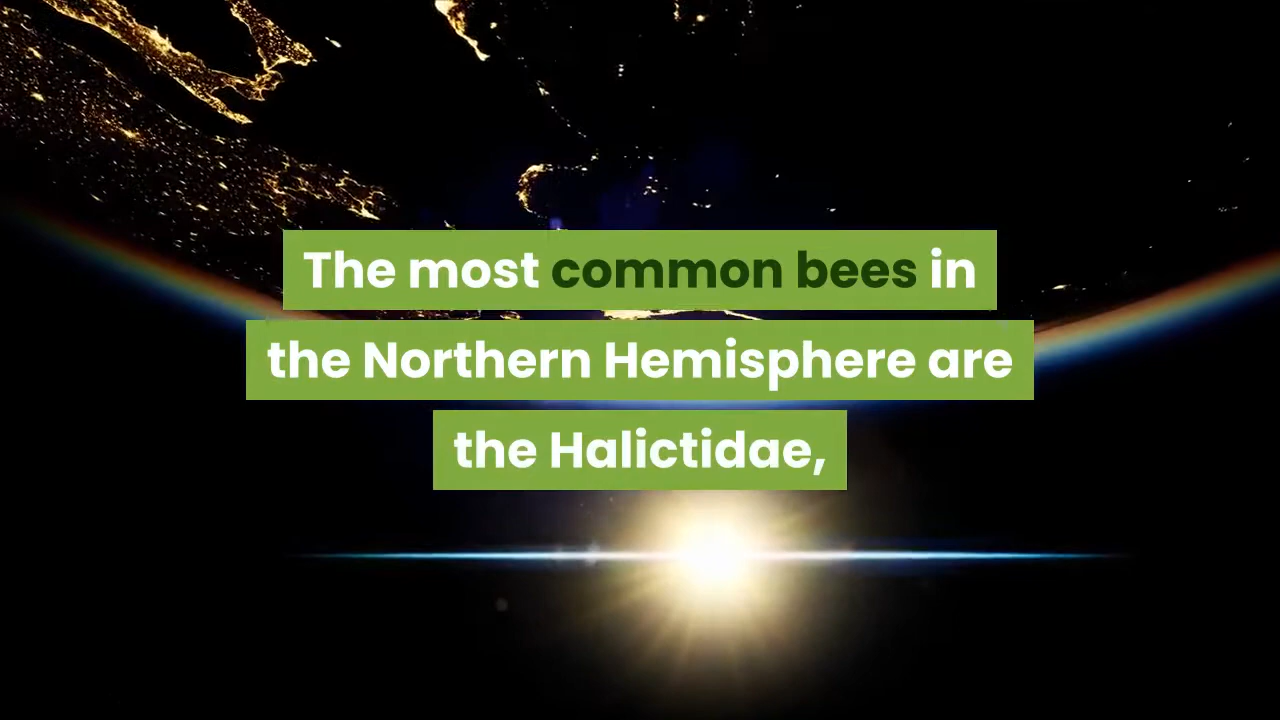 The most common bees in
the Northern Hemisphere are
the Halictidae,